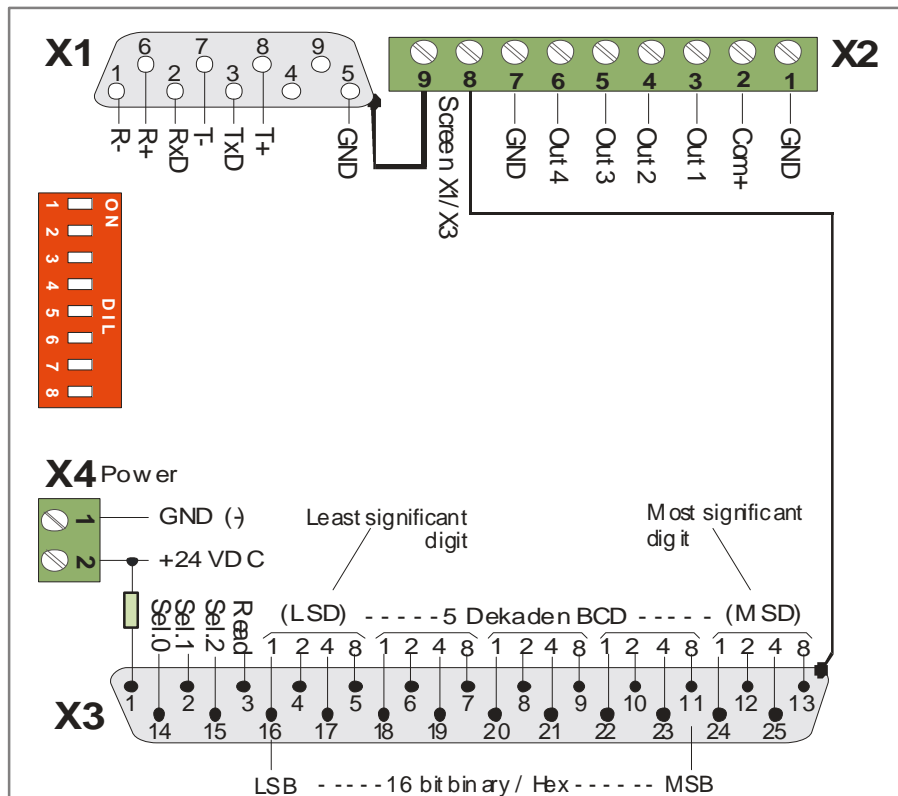 X1
6 7 8 9
1 2 3 4 5
R- R+ RxD T- TxD T+ GND
X2
9 8 7 6 5 4 3 2 1
Screen X1/X3
GND Out 4 Out 3 Out 2 Out 1 Com+ GND
ON
DIL
1
2
3
4
5
6
7
8
X4 Power
1 GND (-)
2 +24 VDC
Least significant
digit
Most significant
digit
Sel.0 Sel.1 Sel.2 Read
(LSD) ----- 5 Dekaden BCD ----- (MSD)
1 2 4 8 1 2 4 8 1 2 4 8 1 2 4 8 1 2 4 8
X3
1 2 3 4 5 6 7 8 9 10 11 12 13
14 15 16 17 18 19 20 21 22 23 24 25
LSB - ----- 16 bit binary / Hex ------ MSB